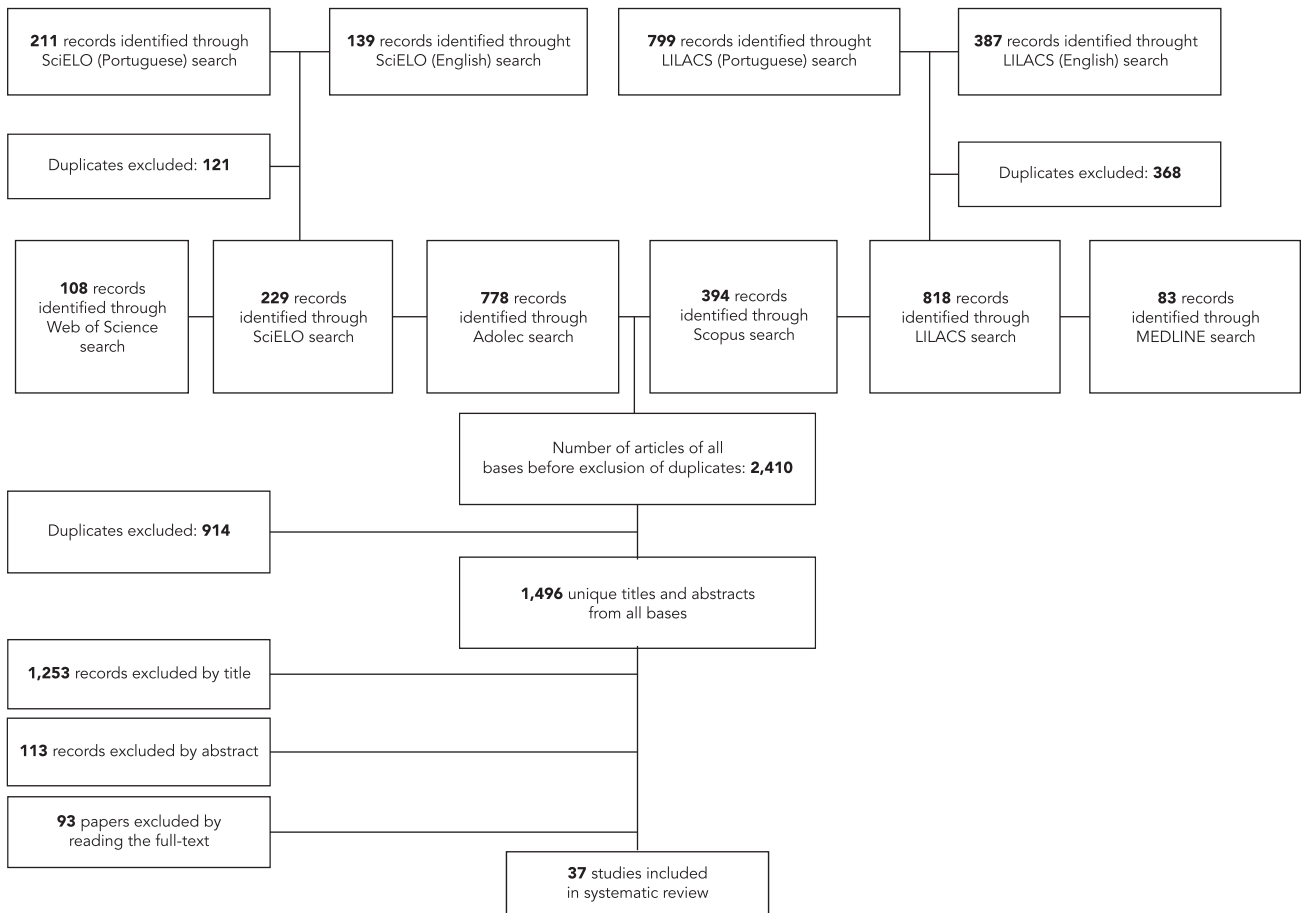 211 records identified through
SciELO (Portuguese) search
139 records identified throught
SciELO (English) search
799 records identified throught
LILACS (Portuguese) search
387 records identified throught
LILACS (English) search
Duplicates excluded: 121
Duplicates excluded: 368
108 records
identified through
Web of Science
search
229 records
identified through
SciELO search
778 records
identified through
Adolec search
394 records
identified through
Scopus search
818 records
identified through
LILACS search
83 records
identified through
MEDLINE search
Number of articles of all
bases before exclusion of duplicates: 2,410
Duplicates excluded: 914
1,496 unique titles and abstracts
from all bases
1,253 records excluded by title
113 records excluded by abstract
93 papers excluded by
reading the full-text
37 studies included
in systematic review